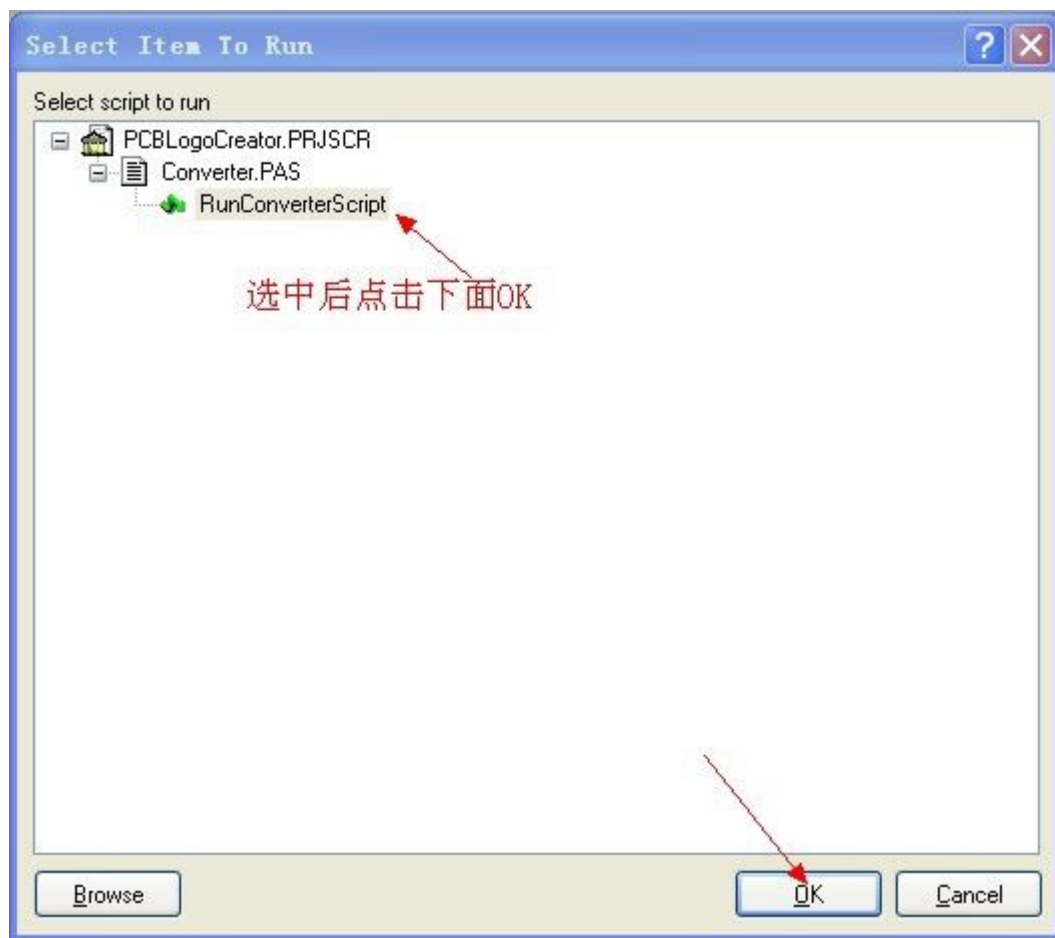 Select Item To Run
Select script to run
PCBLogoCreator.PRJSCR
Converter.PAS
RunConverterScript
选中后点击下面OK
Browse
OK
Cancel